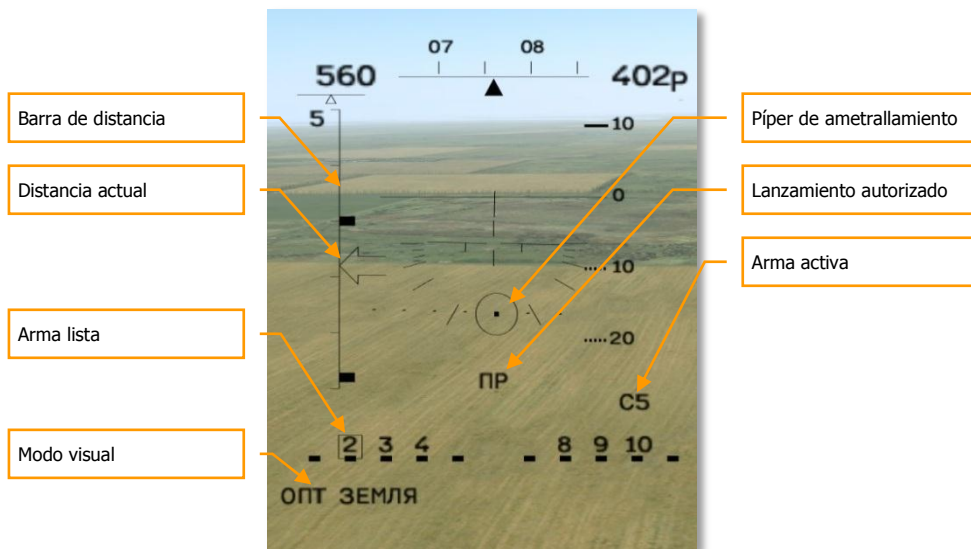 07 08
560 402р
5
10
0
10
20
ПР
С5
2 3 4 8 9 10
ОПТ ЗЕМЛЯ
Barra de distancia
Distancia actual
Arma lista
Modo visual
Píper de ametrallamiento
Lanzamiento autorizado
Arma activa